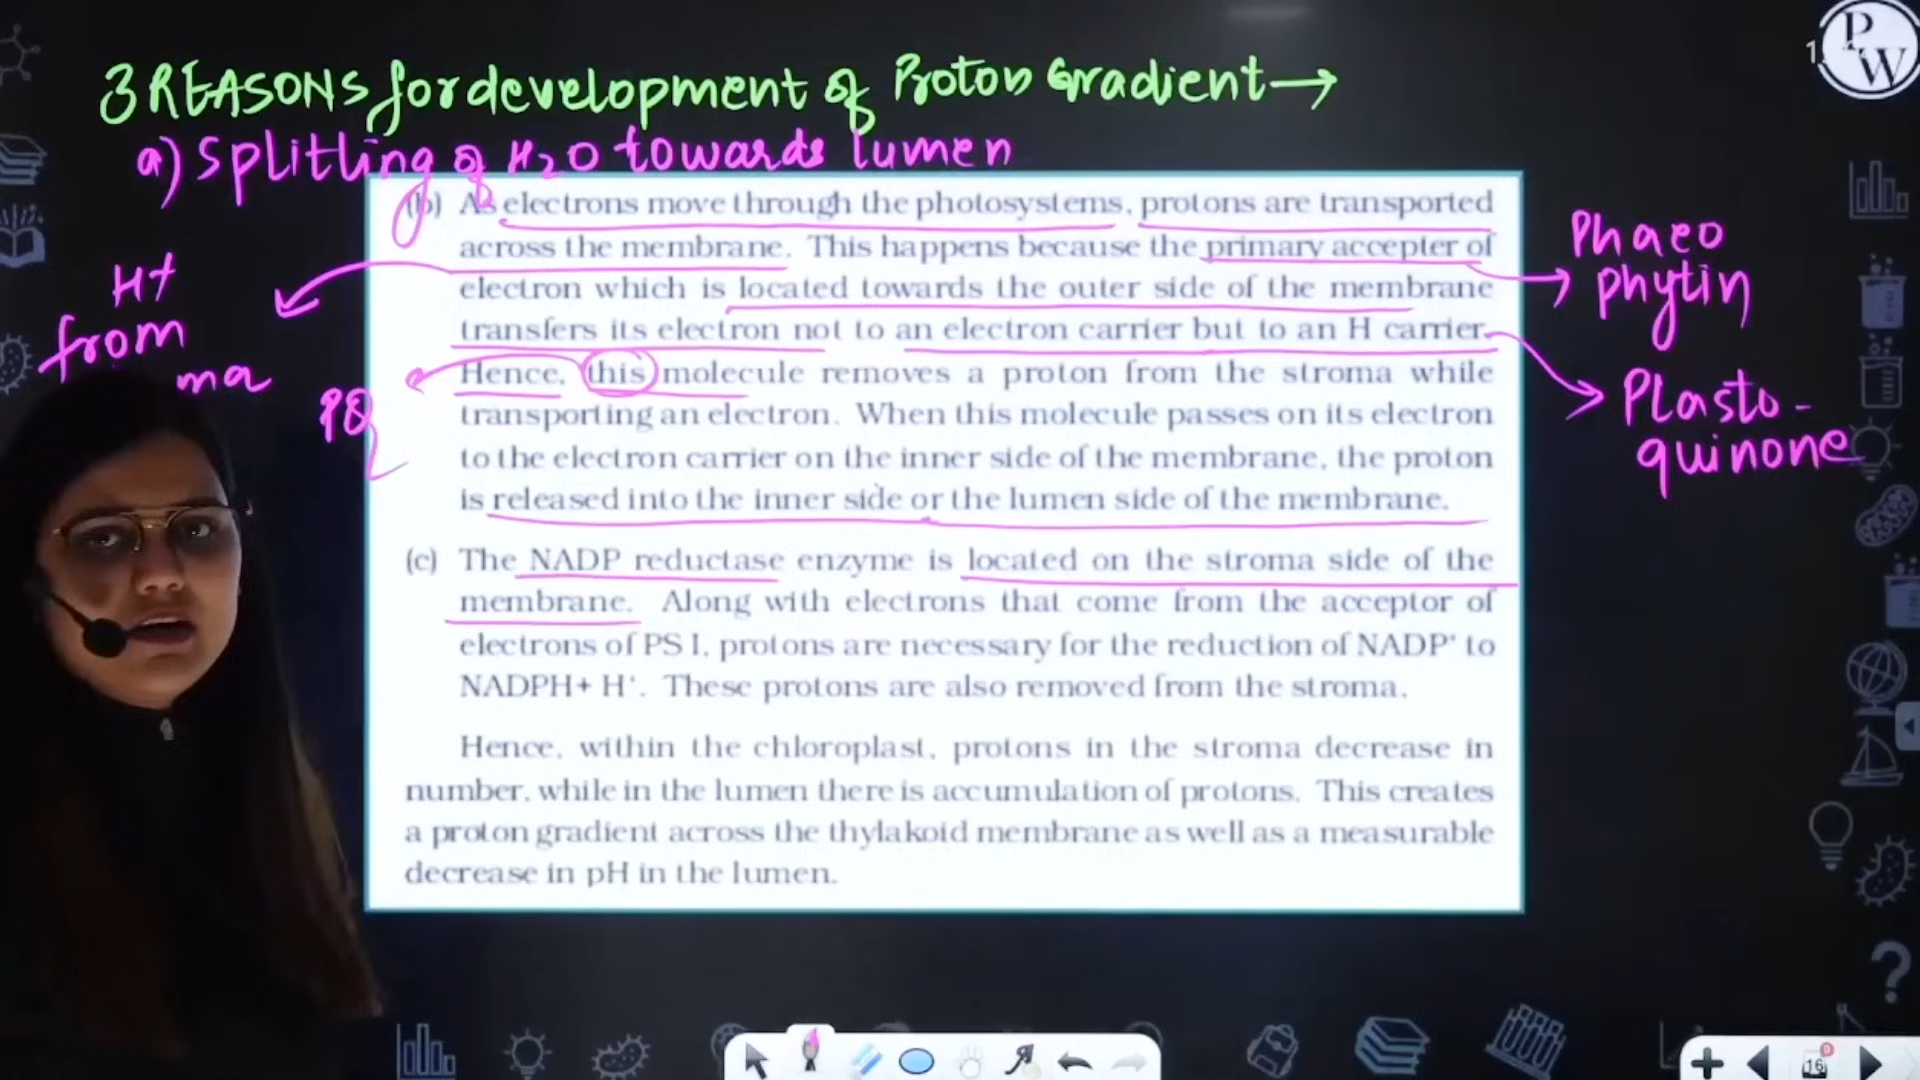 3 REASONS for development of Proton Gradient →
a) Splitling of H2O towards lumen
(b) As electrons move through the photosystems, protons are transported
across the membrane. This happens because the primary accepter of
electron which is located towards the outer side of the membrane
transfers its electron not to an electron carrier but to an H carrier.
Hence, this molecule removes a proton from the stroma while
transporting an electron. When this molecule passes on its electron
to the electron carrier on the inner side of the membrane, the proton
is released into the inner side or the lumen side of the membrane.
(c) The NADP reductase enzyme is located on the stroma side of the
membrane. Along with electrons that come from the acceptor of
electrons of PS I, protons are necessary for the reduction of NADP+ to
NADPH+ H+. These protons are also removed from the stroma.
Hence, within the chloroplast, protons in the stroma decrease in
number, while in the lumen there is accumulation of protons. This creates
a proton gradient across the thylakoid membrane as well as a measurable
decrease in pH in the lumen.
H+
from
ma
PQ
Phaeo
phytin
Plasto-
quinone
PW
16
0